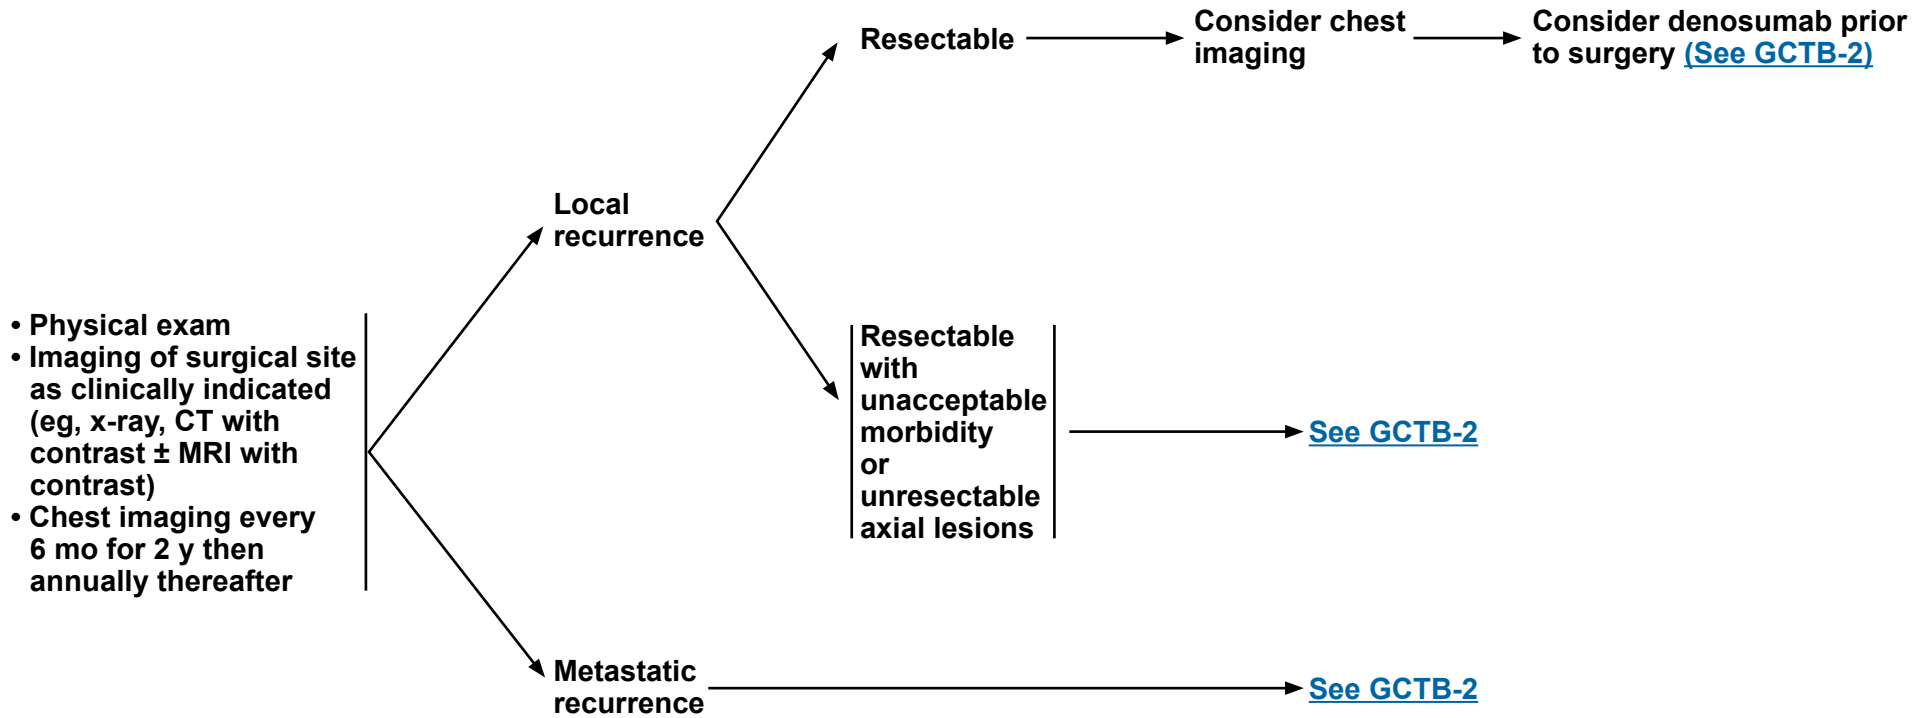 • Physical exam
• Imaging of surgical site
as clinically indicated
(eg, x-ray, CT with
contrast ± MRI with
contrast)
• Chest imaging every
6 mo for 2 y then
annually thereafter
Local
recurrence
Resectable
Consider chest
imaging
Consider denosumab prior
to surgery (See GCTB-2)
Resectable
with
unacceptable
morbidity
or
unresectable
axial lesions
See GCTB-2
Metastatic
recurrence
See GCTB-2